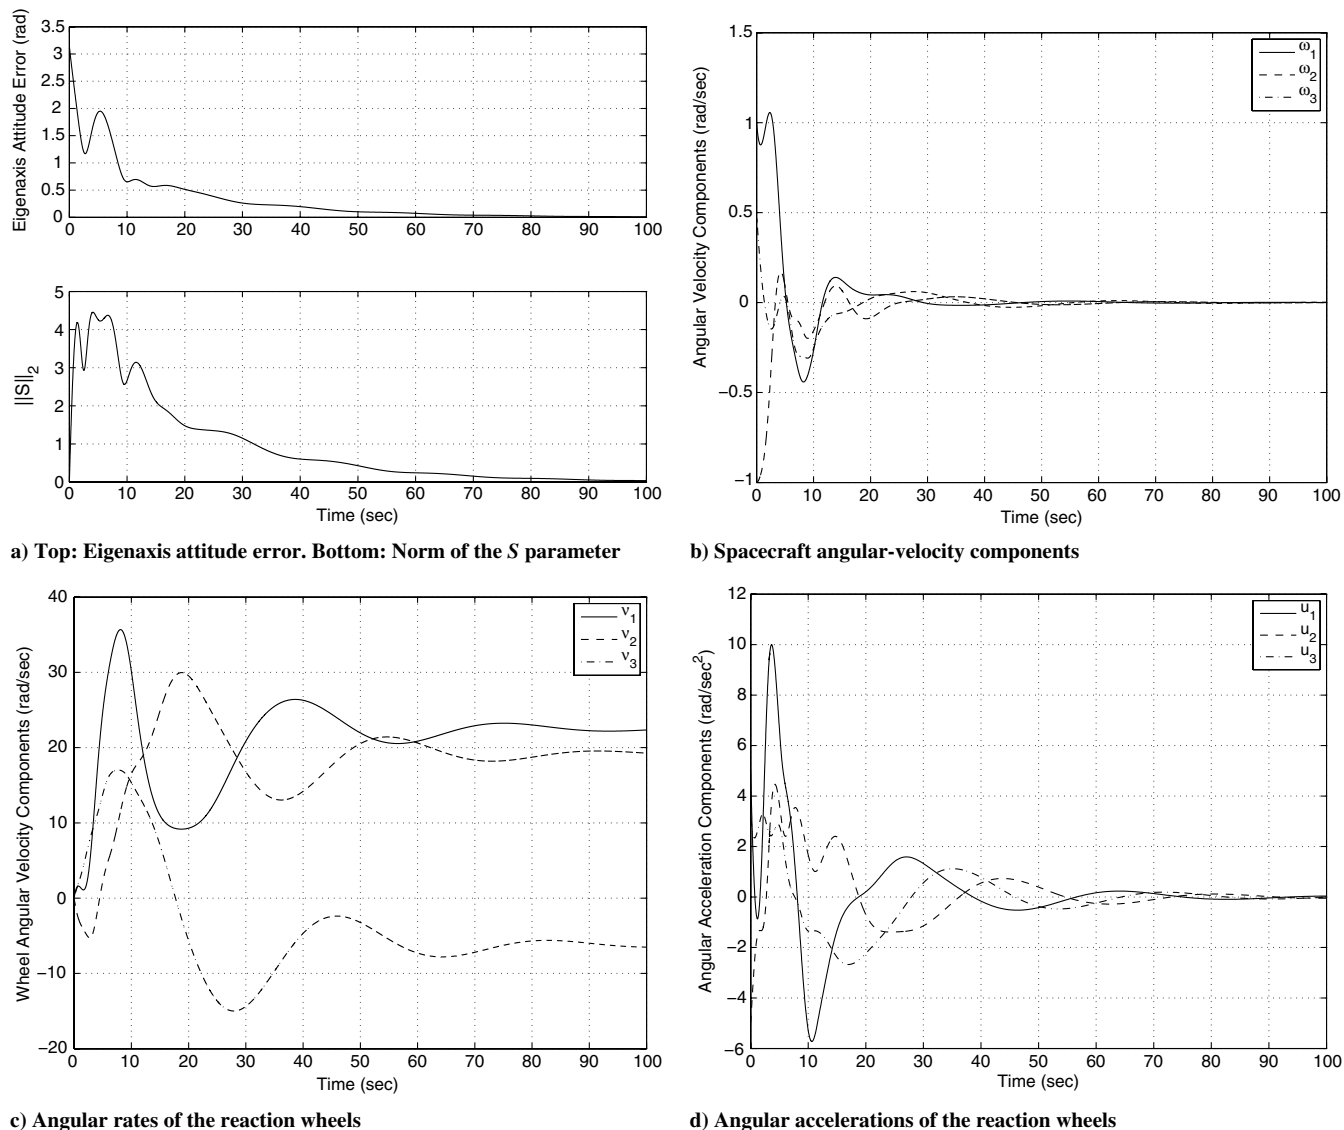 Eigenaxis Attitude Error (rad)
3.5
3
2.5
2
1.5
1
0.5
0
0 10 20 30 40 50 60 70 80 90 100
||S||2
5
4
3
2
1
0
0 10 20 30 40 50 60 70 80 90 100
Time (sec)
a) Top: Eigenaxis attitude error. Bottom: Norm of the S parameter
Angular Velocity Components (rad/sec)
1.5
1
0.5
0
−0.5
−1
0 10 20 30 40 50 60 70 80 90 100
Time (sec)
ω1
ω2
ω3
b) Spacecraft angular-velocity components
Wheel Angular Velocity Components (rad/sec)
40
30
20
10
0
−10
−20
0 10 20 30 40 50 60 70 80 90 100
Time (sec)
ν1
ν2
ν3
c) Angular rates of the reaction wheels
Angular Acceleration Components (rad/sec2)
12
10
8
6
4
2
0
−2
−4
−6
0 10 20 30 40 50 60 70 80 90 100
Time (sec)
u1
u2
u3
d) Angular accelerations of the reaction wheels